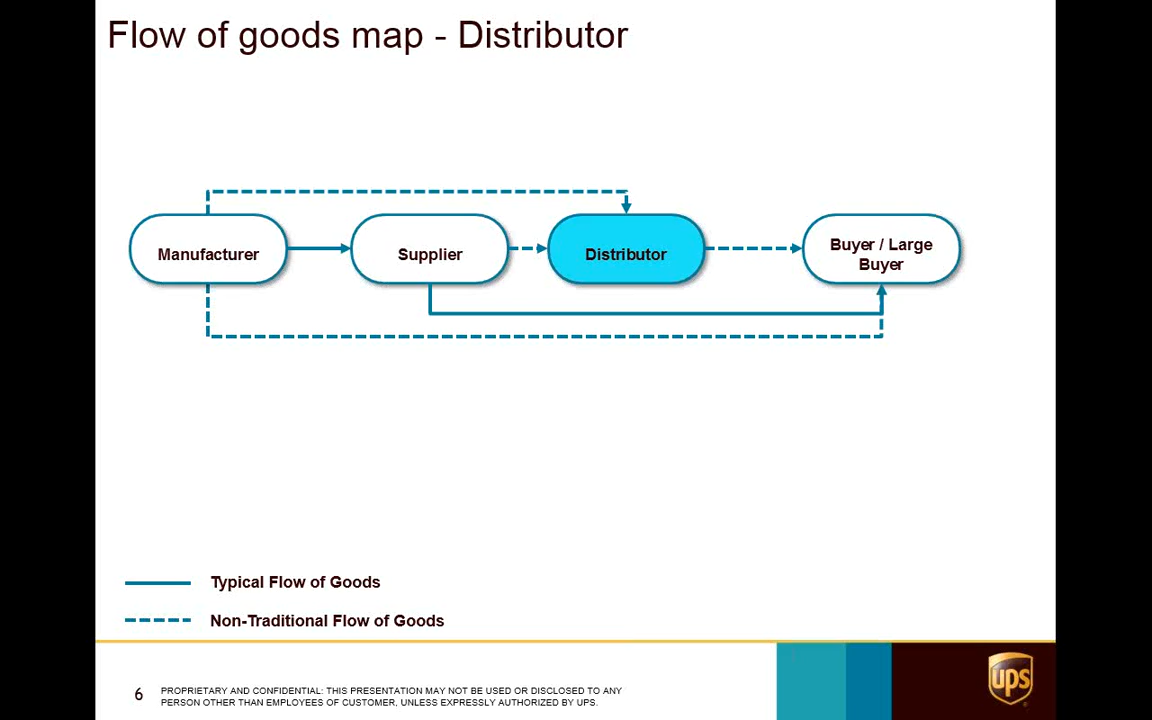 Flow of goods map - Distributor
Manufacturer
Supplier
Distributor
Buyer / Large
Buyer
Typical Flow of Goods
Non-Traditional Flow of Goods
6
PROPRIETARY AND CONFIDENTIAL: THIS PRESENTATION MAY NOT BE USED OR DISCLOSED TO ANY
PERSON OTHER THAN EMPLOYEES OF CUSTOMER, UNLESS EXPRESSLY AUTHORIZED BY UPS.
ups